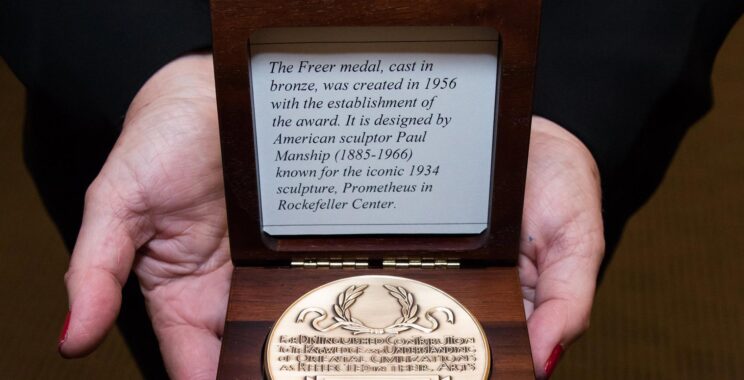 The Freer medal, cast in
bronze, was created in 1956
with the establishment of
the award. It is designed by
American sculptor Paul
Manship (1885-1966)
known for the iconic 1934
sculpture, Prometheus in
Rockefeller Center.
FOR DISTINGUISHED CONTRIBUTION
TO THE KNOWLEDGE AND UNDERSTANDING
OF ORIENTAL CIVILIZATIONS
AS REFLECTED IN THEIR ARTS